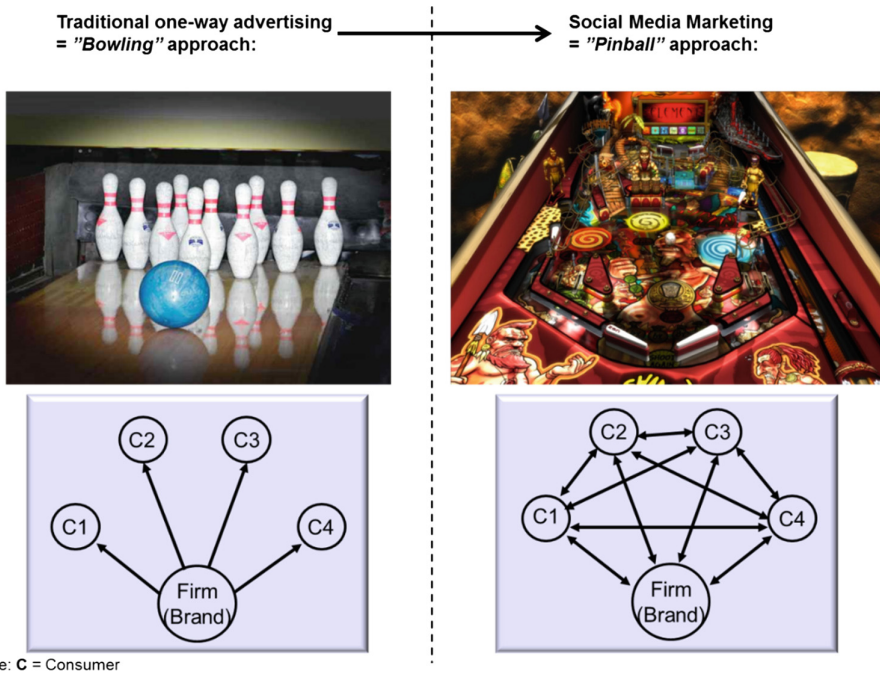 Traditional one-way advertising
= ”Bowling” approach:
Social Media Marketing
= ”Pinball” approach:
C2
C3
C1
C4
Firm
(Brand)
C2
C3
C1
C4
Firm
(Brand)
e: C = Consumer